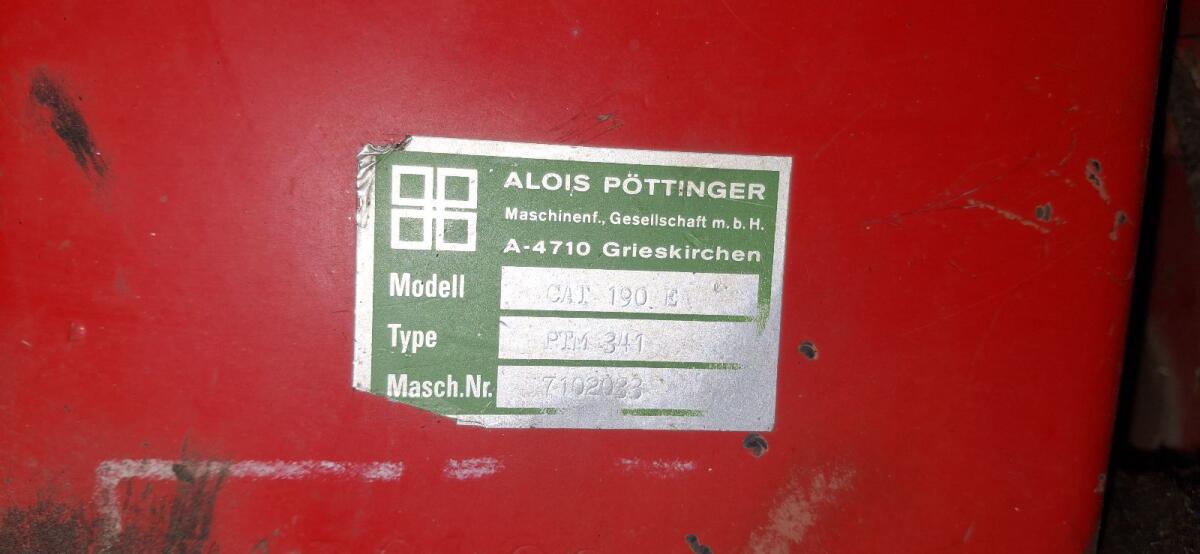 ALOIS PÖTTINGER
Maschinenf., Gesellschaft m.b.H.
A-4710 Grieskirchen
Modell CAT 190 E
Type PTM 341
Masch.Nr. 7102033